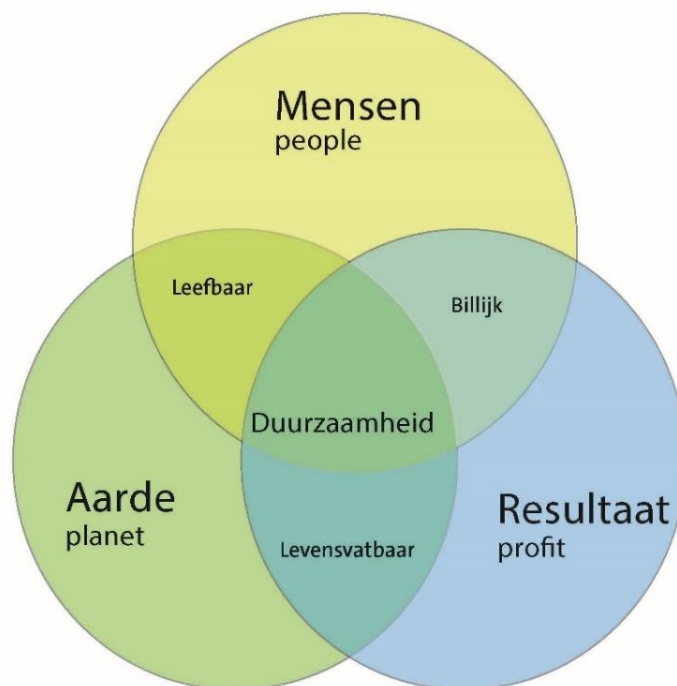 Mensen
people
Leefbaar
Billijk
Duurzaamheid
Aarde
planet
Resultaat
profit
Levensvatbaar